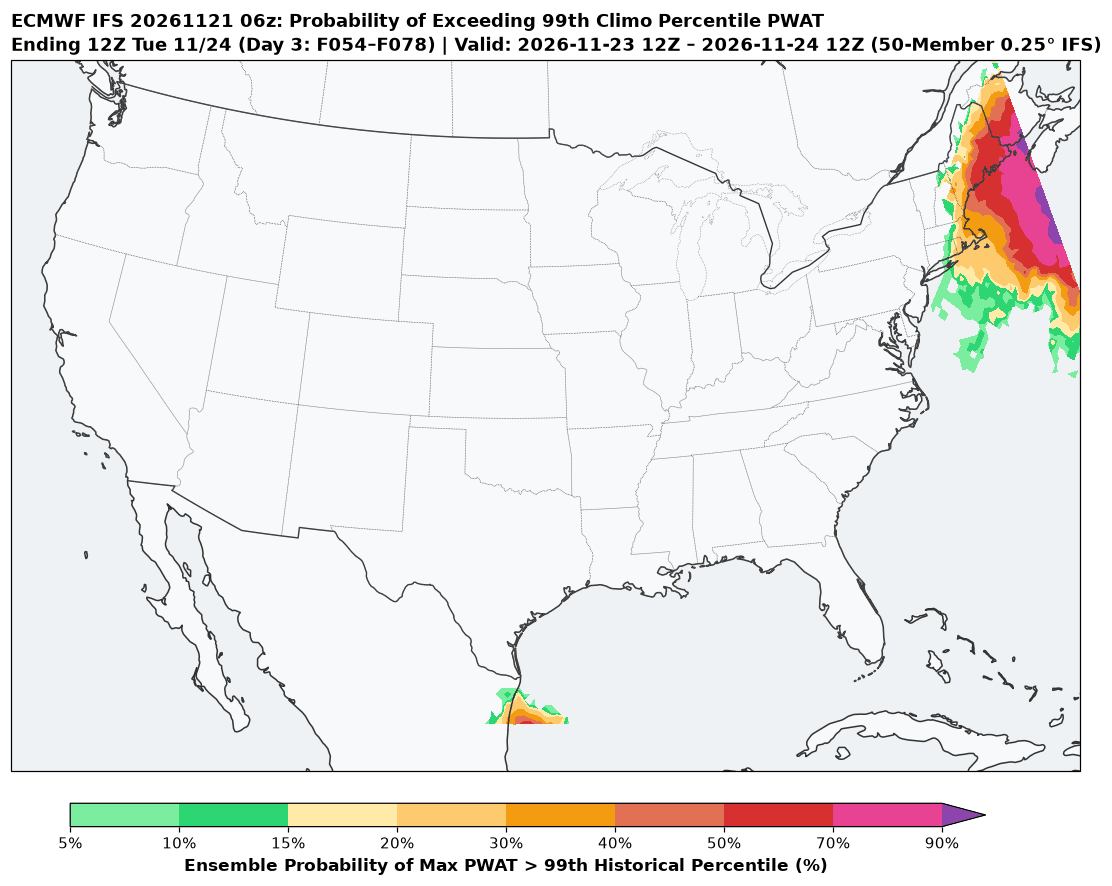 ECMWF IFS 20261121 06z: Probability of Exceeding 99th Climo Percentile PWAT
Ending 12Z Tue 11/24 (Day 3: F054–F078) | Valid: 2026-11-23 12Z – 2026-11-24 12Z (50-Member 0.25° IFS)
5% 10% 15% 20% 30% 40% 50% 70% 90%
Ensemble Probability of Max PWAT > 99th Historical Percentile (%)